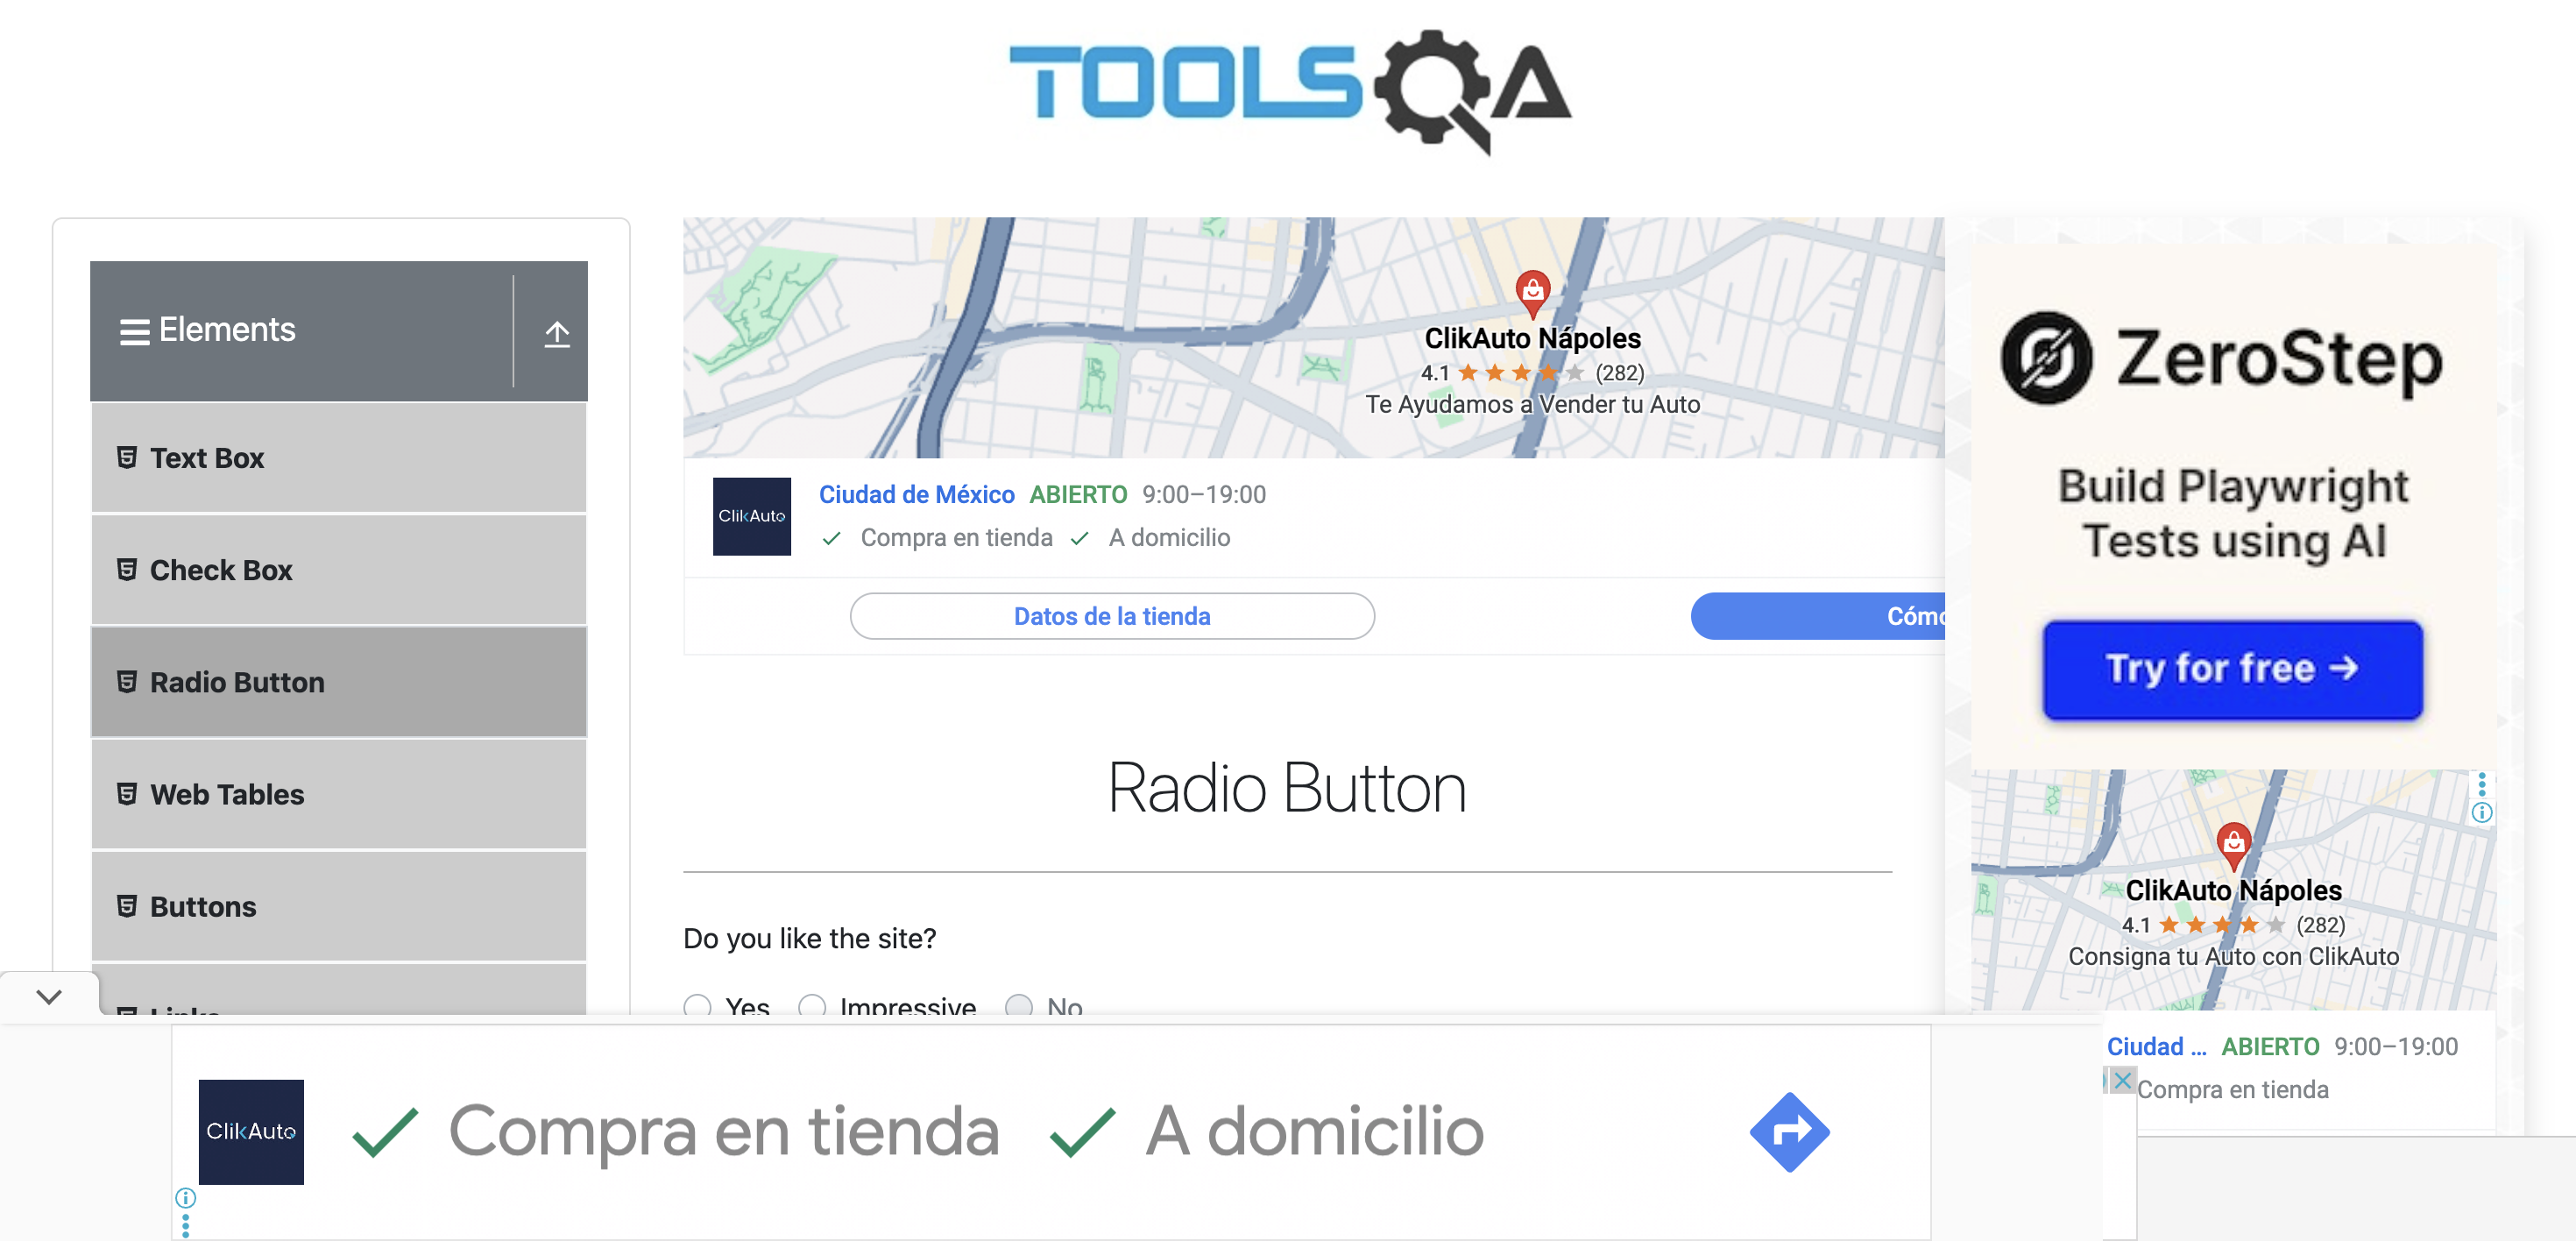 TOOLSQA
Elements
Text Box
Check Box
Radio Button
Web Tables
Buttons
Links
ClikAuto Nápoles
4.1 (282)
Te Ayudamos a Vender tu Auto
ClikAuto
Ciudad de México ABIERTO 9:00–19:00
Compra en tienda A domicilio
Datos de la tienda
Radio Button
Do you like the site?
Yes Impressive No
ZeroStep
Build Playwright
Tests using AI
Try for free →
ClikAuto Nápoles
4.1 (282)
Consigna tu Auto con ClikAuto
Ciudad ... ABIERTO 9:00–19:00
Compra en tienda
ClikAuto
Compra en tienda A domicilio